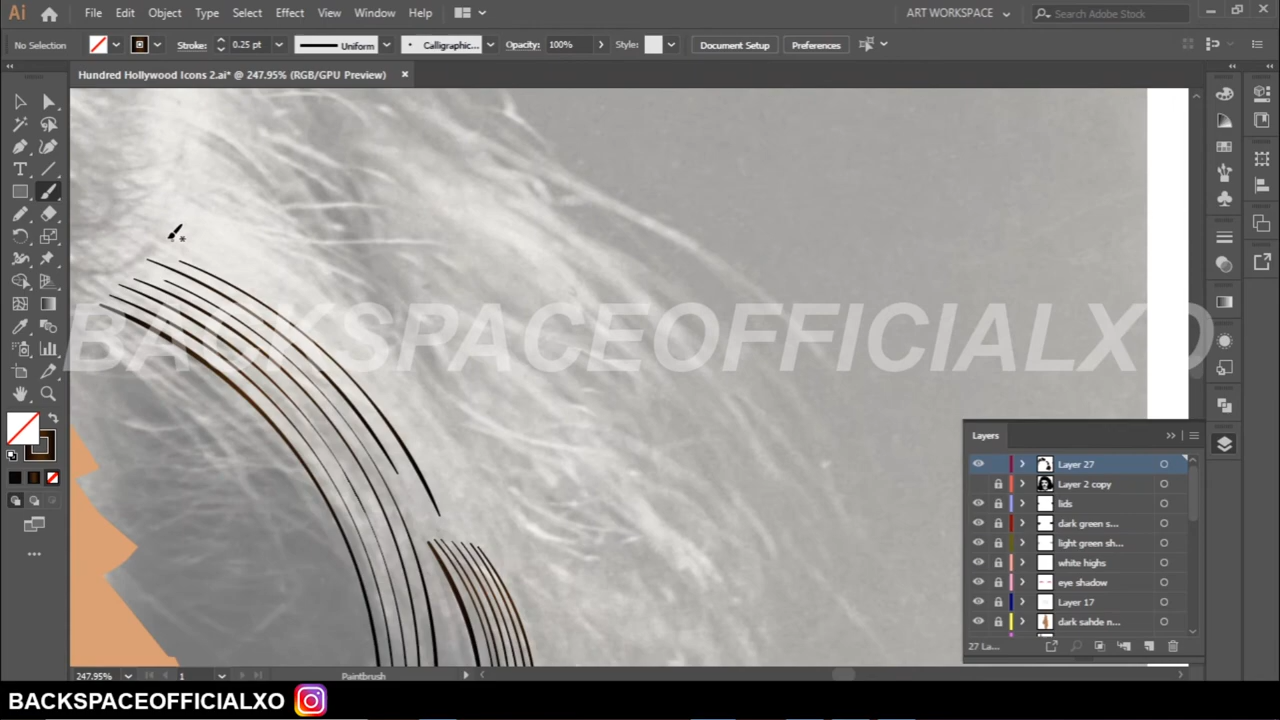 Ai File Edit Object Type Select Effect View Window Help ART WORKSPACE Search Adobe Stock
No Selection Stroke: 0.25 pt Uniform Calligraphic... Opacity: 100% Style: Document Setup Preferences
Hundred Hollywood Icons 2.ai* @ 247.95% (RGB/GPU Preview) ×
BACKSPACEOFFICIALXO
Layers
Layer 27
Layer 2 copy
lids
dark green s...
light green sh...
white highs
eye shadow
Layer 17
dark sahde n...
27 La...
247.95% 1 Paintbrush
BACKSPACEOFFICIALXO